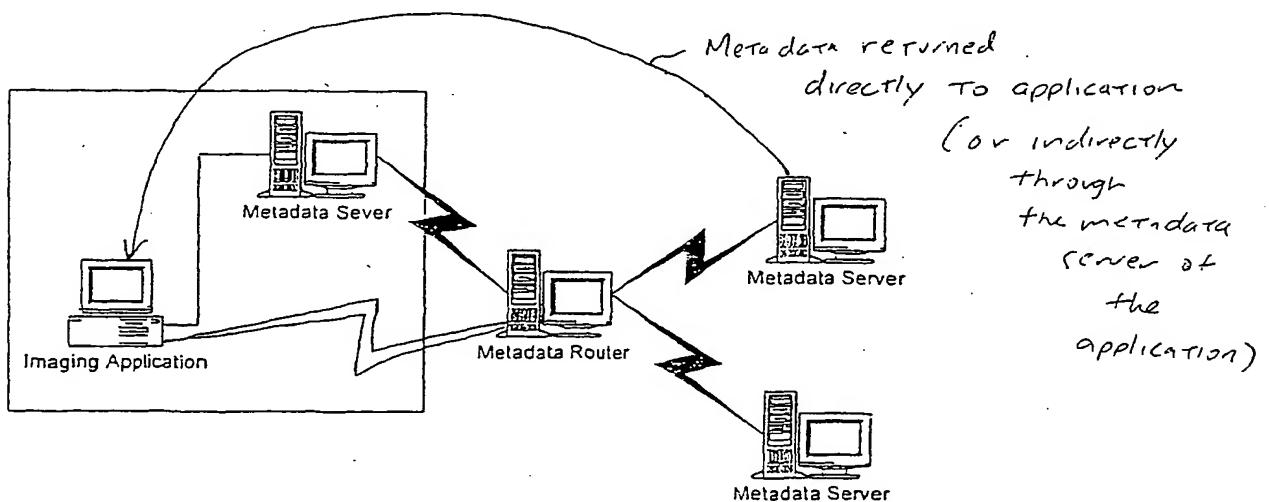 Metadata returned
directly to application
(or indirectly
through
the metadata
server of
the
application)
Metadata Sever
Metadata Server
Imaging Application
Metadata Router
Metadata Server